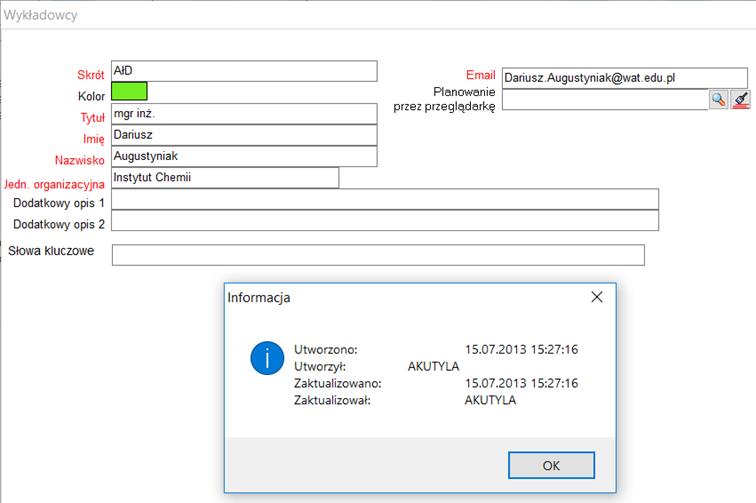 Wykładowcy
Skrót AłD
Email Dariusz.Augustyniak@wat.edu.pl
Kolor
Planowanie
przez przeglądarkę
Tytuł mgr inż.
Imię Dariusz
Nazwisko Augustyniak
Jedn. organizacyjna Instytut Chemii
Dodatkowy opis 1
Dodatkowy opis 2
Słowa kluczowe
Informacja
Utworzono: 15.07.2013 15:27:16
Utworzył: AKUTYLA
Zaktualizowano: 15.07.2013 15:27:16
Zaktualizował: AKUTYLA
OK